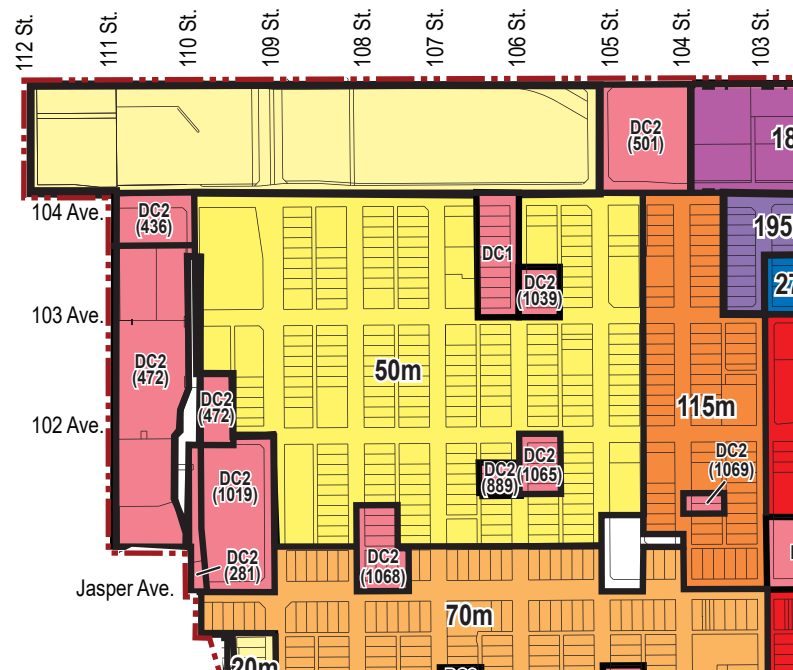 112 St.
111 St.
110 St.
109 St.
108 St.
107 St.
106 St.
105 St.
104 St.
103 St.
DC2
(501)
18
104 Ave.
DC2
(436)
DC1
195
DC2
(1039)
27
103 Ave.
DC2
(472)
50m
DC2
(472)
115m
102 Ave.
DC2
(1019)
DC2
(889)
DC2
(1065)
DC2
(1069)
DC2
(281)
DC2
(1068)
Jasper Ave.
70m
20m